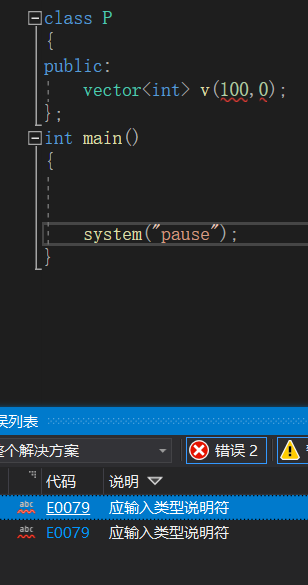 class P
{
public:
vector<int> v(100,0);
};
int main()
{
system("pause");
}
误列表
整个解决方案
错误 2
代码 说明
abc E0079 应输入类型说明符
abc E0079 应输入类型说明符